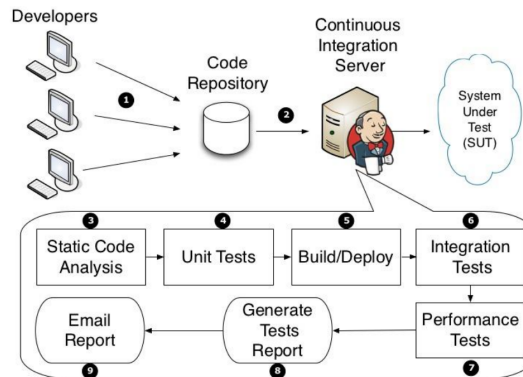 Developers
Code
Repository
Continuous
Integration
Server
System
Under
Test
(SUT)
1
2
3
Static Code
Analysis
4
Unit Tests
5
Build/Deploy
6
Integration
Tests
Performance
Tests
7
Generate
Tests
Report
8
Email
Report
9